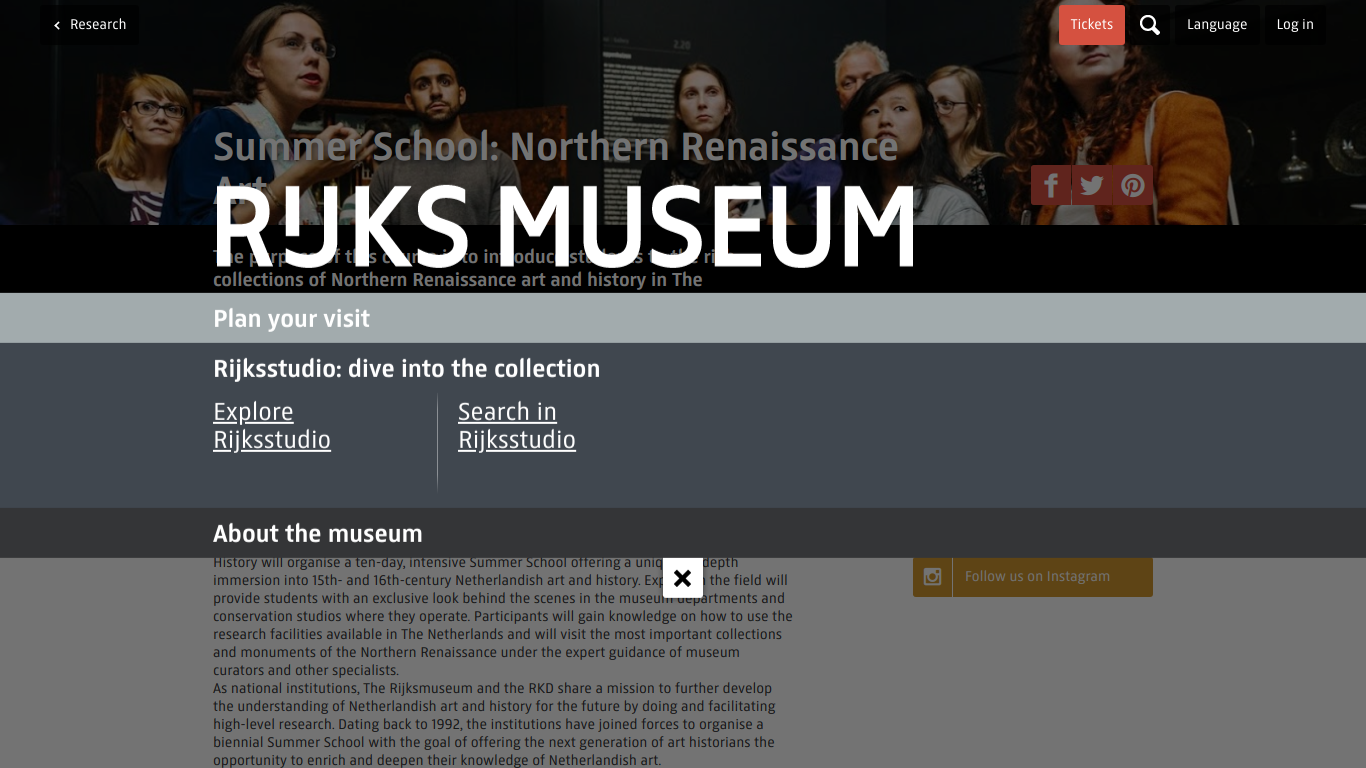 Research
Tickets
Language
Log in
2.20
Summer School: Northern Renaissance
Art
RIJKS MUSEUM
The purpose of this course is to introduce students to the rich
collections of Northern Renaissance art and history in The
Plan your visit
Rijksstudio: dive into the collection
Explore
Rijksstudio
Search in
Rijksstudio
About the museum
History will organise a ten-day, intensive Summer School offering a unique depth
immersion into 15th- and 16th-century Netherlandish art and history. the field will
provide students with an exclusive look behind the scenes in the museum departments and
conservation studios where they operate. Participants will gain knowledge on how to use the
research facilities available in The Netherlands and will visit the most important collections
and monuments of the Northern Renaissance under the expert guidance of museum
curators and other specialists.
As national institutions, The Rijksmuseum and the RKD share a mission to further develop
the understanding of Netherlandish art and history for the future by doing and facilitating
high-level research. Dating back to 1992, the institutions have joined forces to organise a
biennial Summer School with the goal of offering the next generation of art historians the
opportunity to enrich and deepen their knowledge of Netherlandish art.
Follow us on Instagram